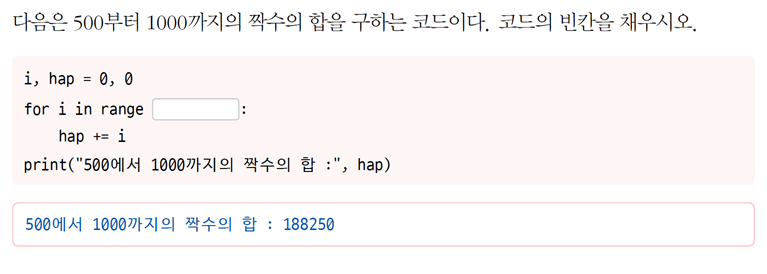 다음은 500부터 1000까지의 짝수의 합을 구하는 코드이다. 코드의 빈칸을 채우시오.
i, hap = 0, 0
for i in range :
hap += i
print("500에서 1000까지의 짝수의 합 :", hap)
500에서 1000까지의 짝수의 합 : 188250